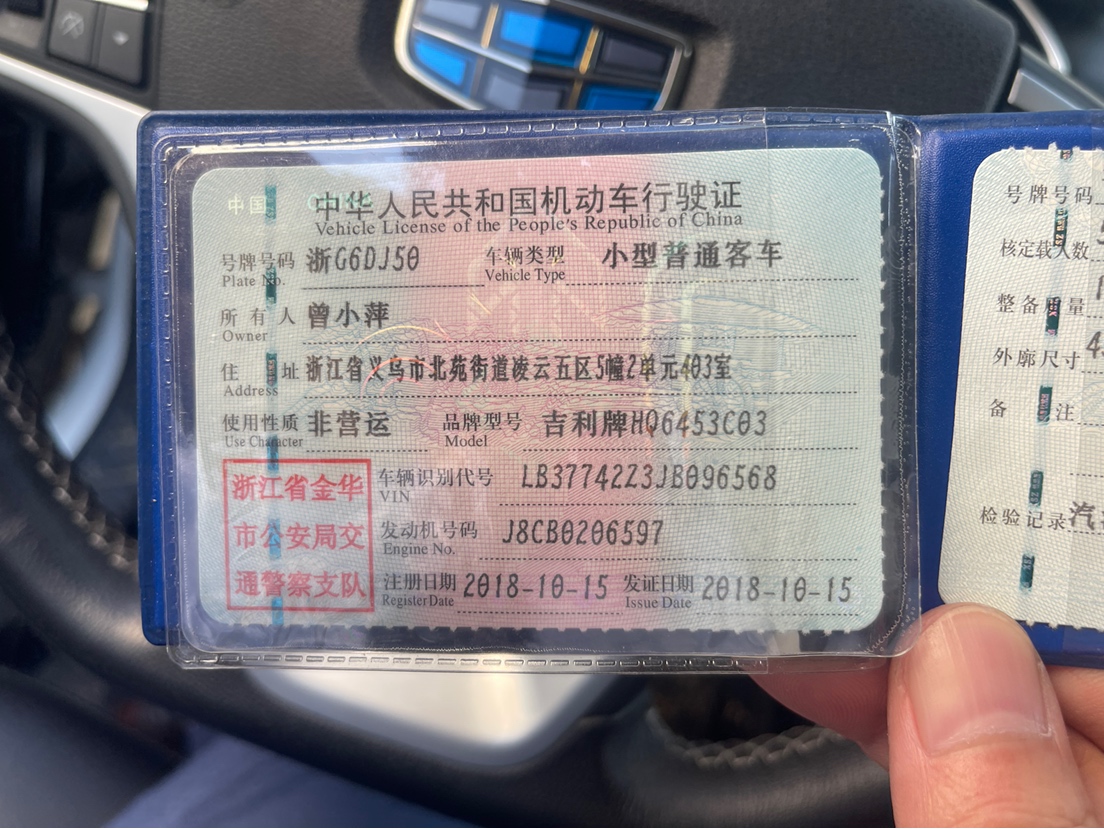 中国 CHINA
中华人民共和国机动车行驶证
Vehicle License of the People's Republic of China
号牌号码 浙G6DJ50 车辆类型 小型普通客车
Plate No. Vehicle Type
所有人 曾小萍
Owner
住址 浙江省义乌市北苑街道凌云五区5幢2单元403室
Address
使用性质 非营运 品牌型号 吉利牌HQ6453C03
Use Character Model
浙江省金华
市公安局交
通警察支队
车辆识别代号 LB37742Z3JB096568
VIN
发动机号码 J8CB0206597
Engine No.
注册日期 2018-10-15 发证日期 2018-10-15
Register Date Issue Date
号牌号码
核定载人数
整备质量
外廓尺寸
备注
检验记录